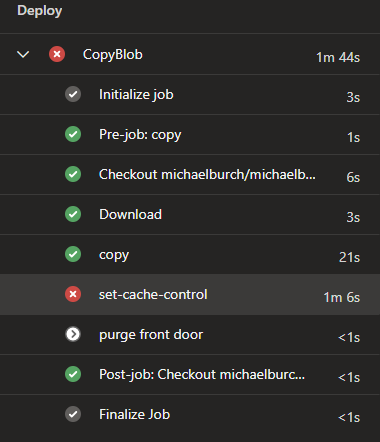 Deploy
CopyBlob 1m 44s
Initialize job 3s
Pre-job: copy 1s
Checkout michaelburch/michaelb... 6s
Download 3s
copy 21s
set-cache-control 1m 6s
purge front door <1s
Post-job: Checkout michaelburc... <1s
Finalize Job <1s